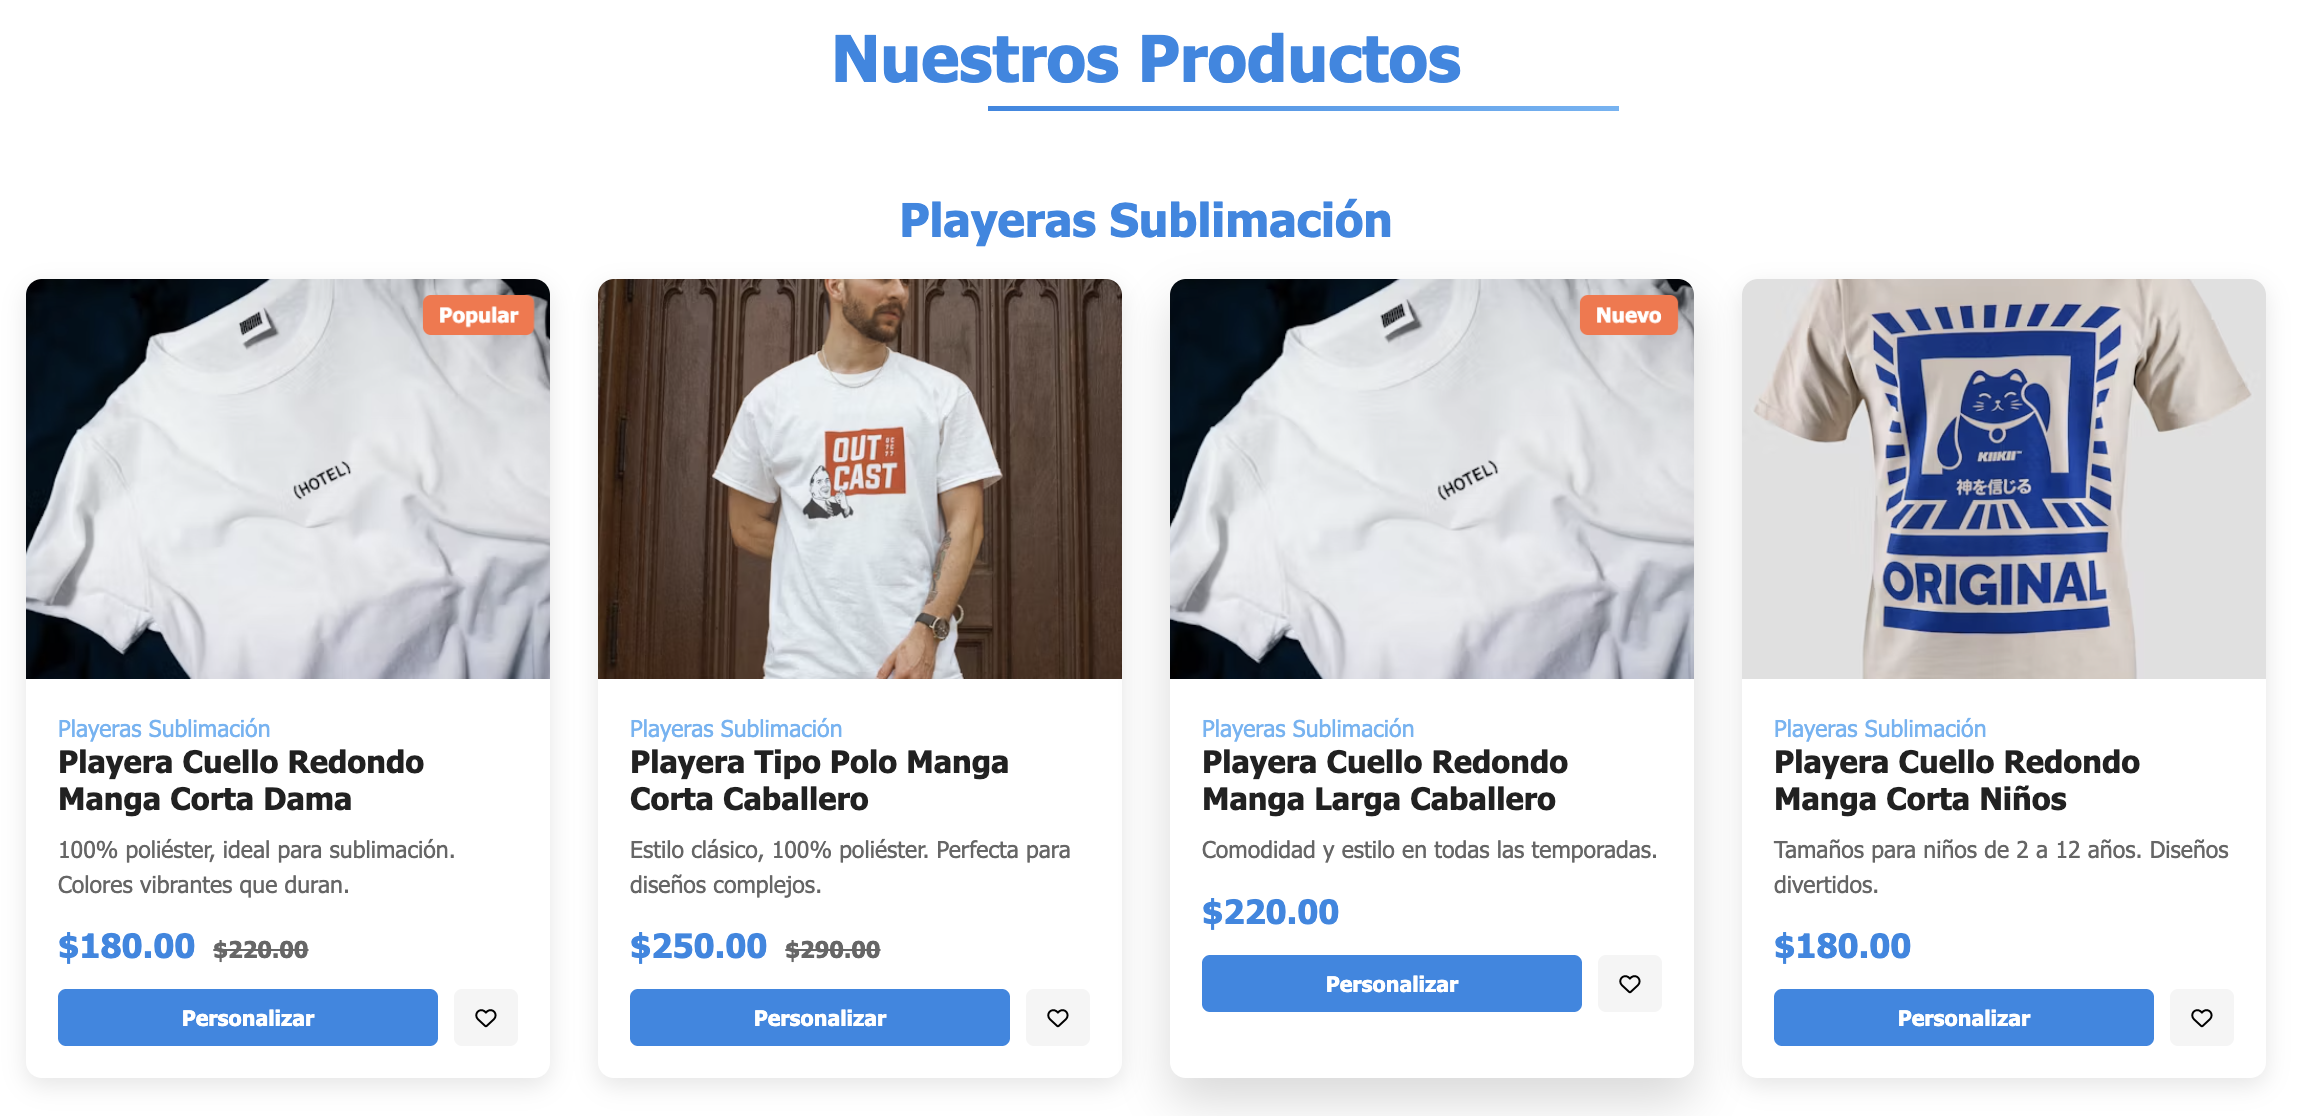 Nuestros Productos
Playeras Sublimación
Popular
(HOTEL)
Playeras Sublimación
Playera Cuello Redondo
Manga Corta Dama
100% poliéster, ideal para sublimación.
Colores vibrantes que duran.
$180.00 $220.00
Personalizar
OUT
CAST
Playeras Sublimación
Playera Tipo Polo Manga
Corta Caballero
Estilo clásico, 100% poliéster. Perfecta para
diseños complejos.
$250.00 $290.00
Personalizar
Nuevo
(HOTEL)
Playeras Sublimación
Playera Cuello Redondo
Manga Larga Caballero
Comodidad y estilo en todas las temporadas.
$220.00
Personalizar
KIIKII™
神を信じる
ORIGINAL
Playeras Sublimación
Playera Cuello Redondo
Manga Corta Niños
Tamaños para niños de 2 a 12 años. Diseños
divertidos.
$180.00
Personalizar